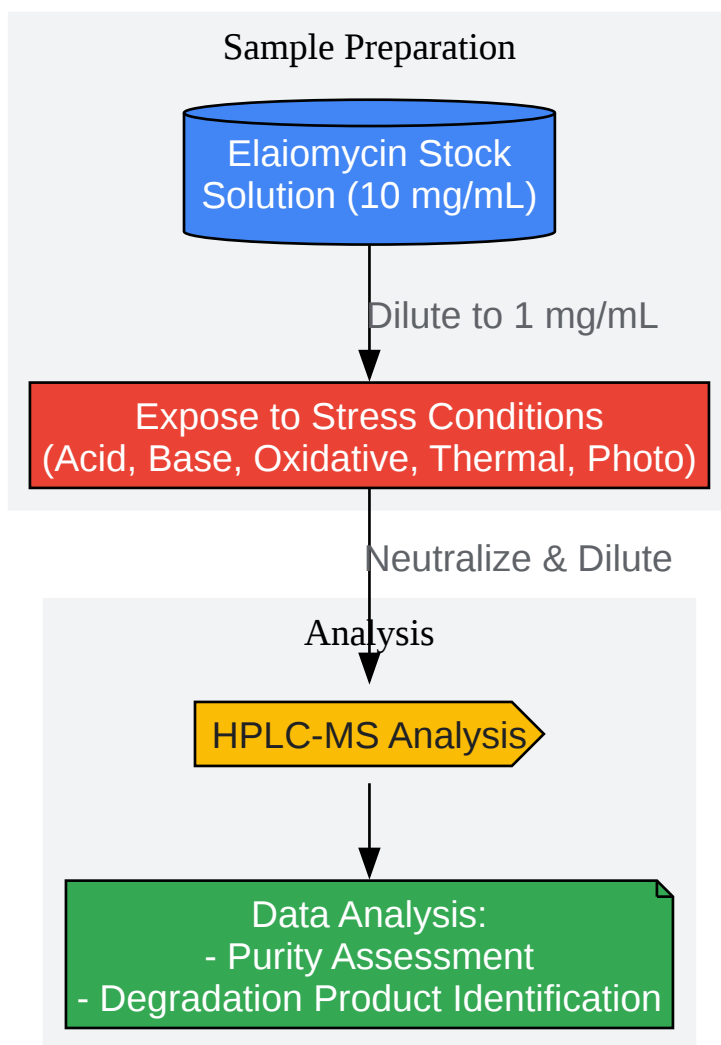 Sample Preparation
Elaiomycin Stock
Solution (10 mg/mL)
Dilute to 1 mg/mL
Expose to Stress Conditions
(Acid, Base, Oxidative, Thermal, Photo)
Neutralize & Dilute
Analysis
HPLC-MS Analysis
Data Analysis:
- Purity Assessment
- Degradation Product Identification